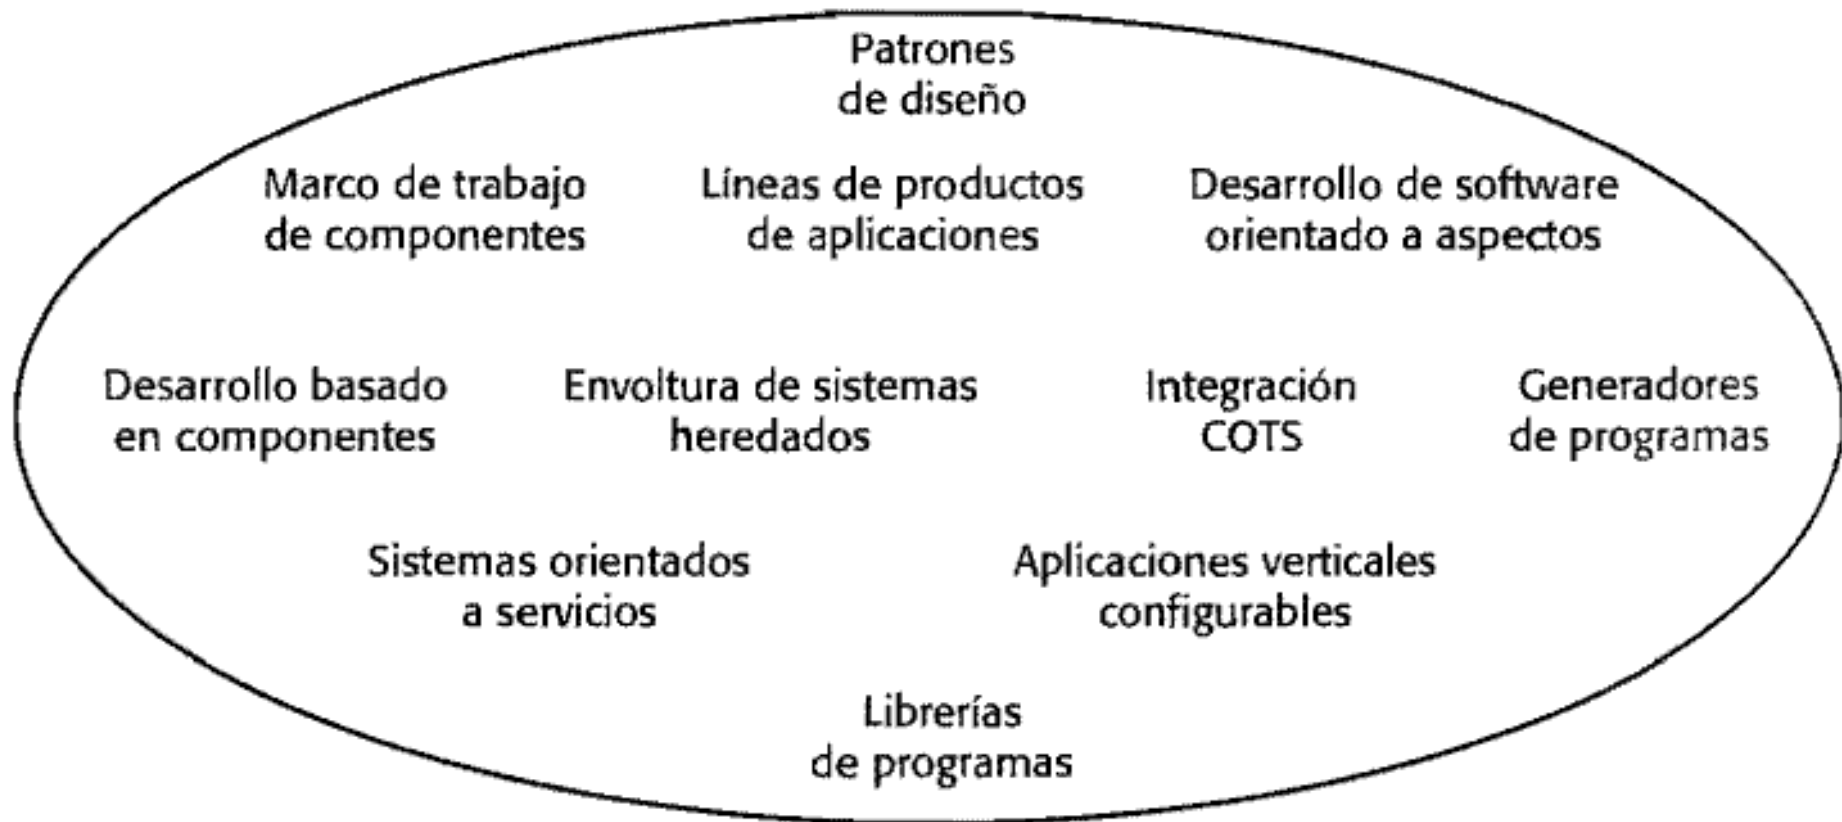 Patrones
de diseño
Marco de trabajo
de componentes
Líneas de productos
de aplicaciones
Desarrollo de software
orientado a aspectos
Desarrollo basado
en componentes
Envoltura de sistemas
heredados
Integración
COTS
Generadores
de programas
Sistemas orientados
a servicios
Aplicaciones verticales
configurables
Librerías
de programas